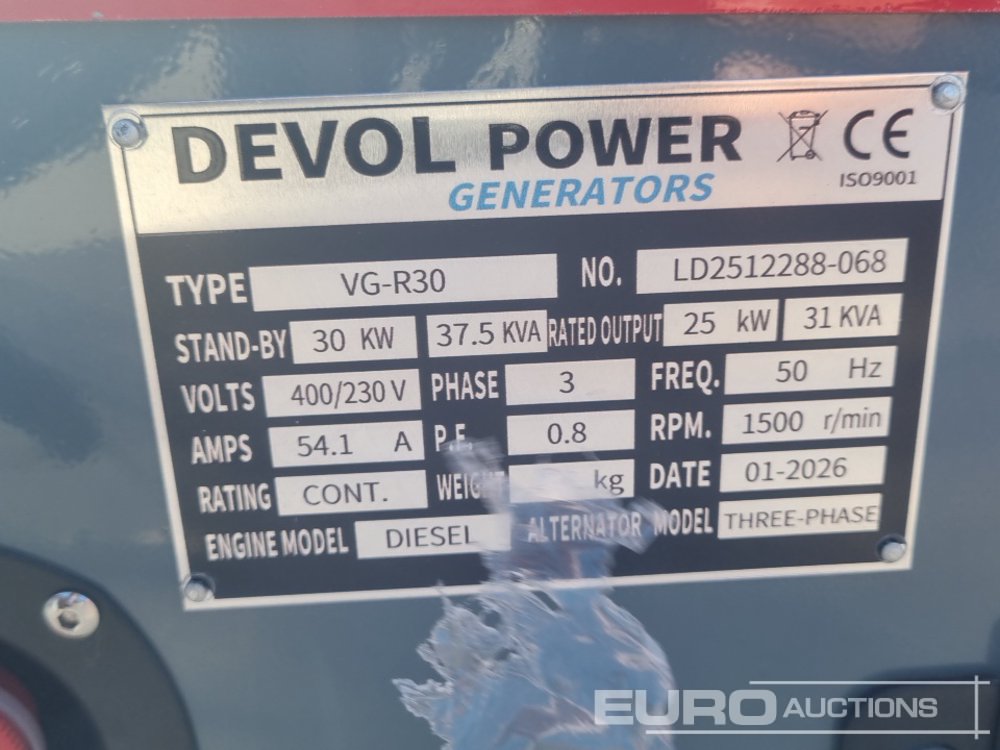 DEVOL POWER CE
GENERATORS ISO9001
TYPE VG-R30 NO. LD2512288-068
STAND-BY 30 KW 37.5 KVA RATED OUTPUT 25 kW 31 KVA
VOLTS 400/230 V PHASE 3 FREQ. 50 Hz
AMPS 54.1 A P.F. 0.8 RPM. 1500 r/min
RATING CONT. WEIGHT kg DATE 01-2026
ENGINE MODEL DIESEL ALTERNATOR MODEL THREE-PHASE
EURO AUCTIONS